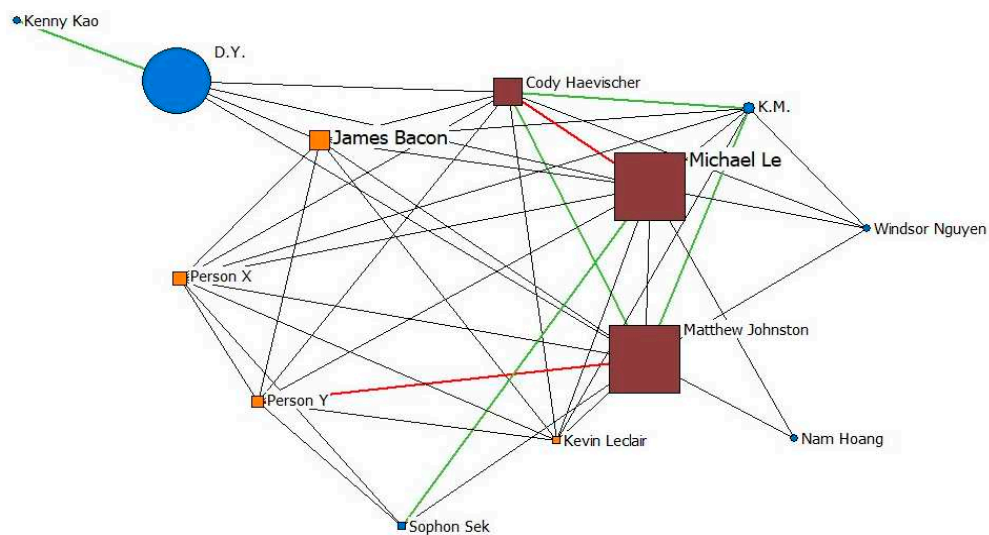 Kenny Kao
D.Y.
Cody Haevischer
K.M.
James Bacon
Michael Le
Windsor Nguyen
Person X
Matthew Johnston
Person Y
Kevin Leclair
Nam Hoang
Sophon Sek